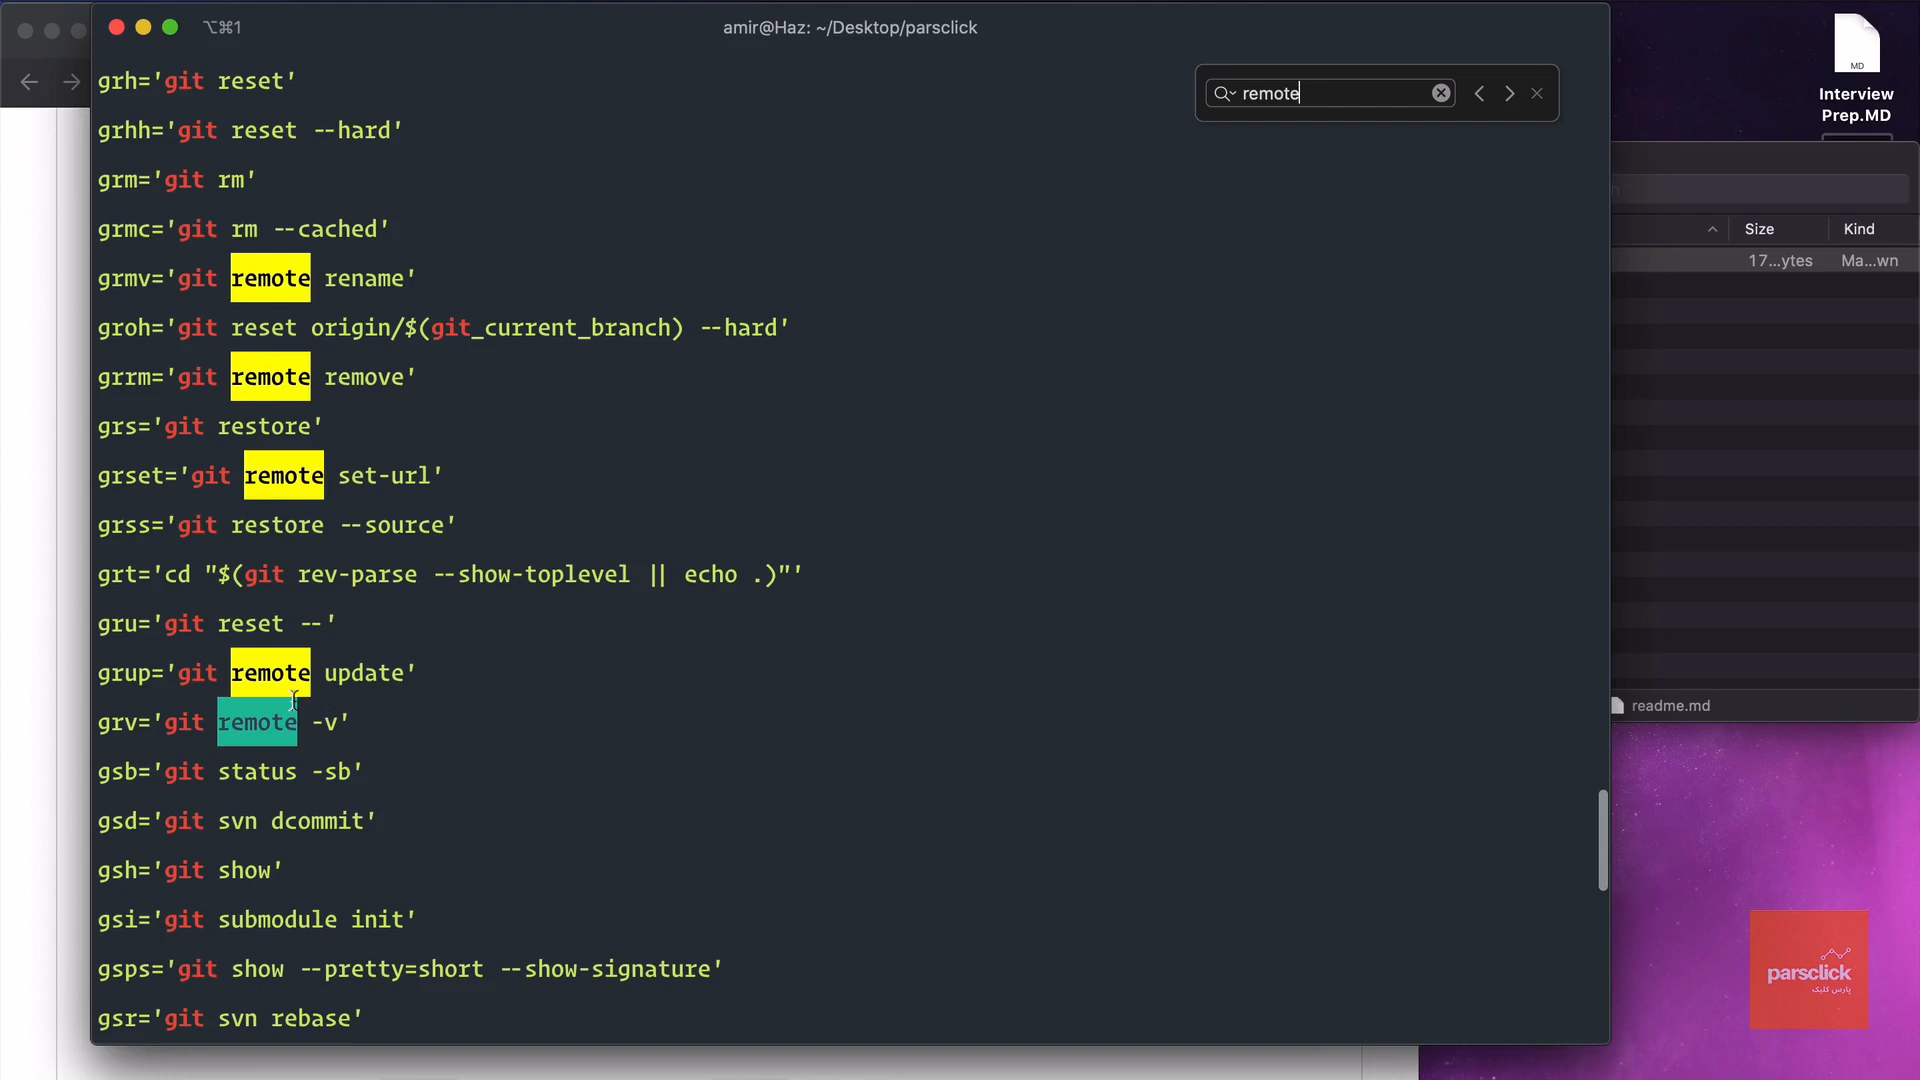 ⌥⌘1
amir@Haz: ~/Desktop/parsclick
remote
grh='git reset'
grhh='git reset --hard'
grm='git rm'
grmc='git rm --cached'
grmv='git remote rename'
groh='git reset origin/$(git_current_branch) --hard'
grrm='git remote remove'
grs='git restore'
grset='git remote set-url'
grss='git restore --source'
grt='cd "$(git rev-parse --show-toplevel || echo .)"'
gru='git reset --'
grup='git remote update'
grv='git remote -v'
gsb='git status -sb'
gsd='git svn dcommit'
gsh='git show'
gsi='git submodule init'
gsps='git show --pretty=short --show-signature'
gsr='git svn rebase'
MD
Interview
Prep.MD
Size
Kind
17...ytes
Ma...wn
readme.md
parsclick
پارس کلیک